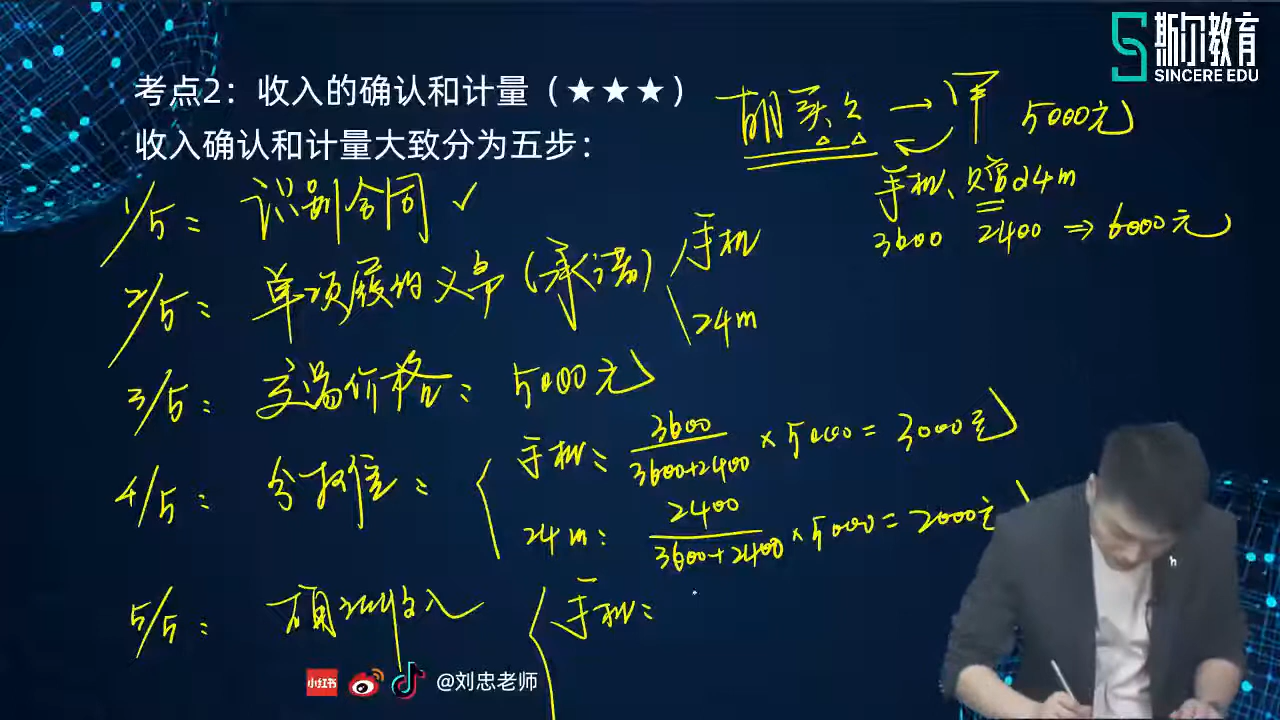 斯尔教育
SINCERE EDU
考点2：收入的确认和计量（★★★）
收入确认和计量大致分为五步：
胡买头 → 甲 5000元
手机、赠24m
3600 2400 ⇒ 6000元
1/5： 识别合同 ✓
2/5： 单项履约义务（承诺） 手机
24m
3/5： 交易价格： 5000元
4/5： 分摊： 手机： 3600/(3600+2400) × 5000 = 3000元
24m： 2400/(3600+2400) × 5000 = 2000元
5/5： 确认收入 手机：
小红书 @刘忠老师